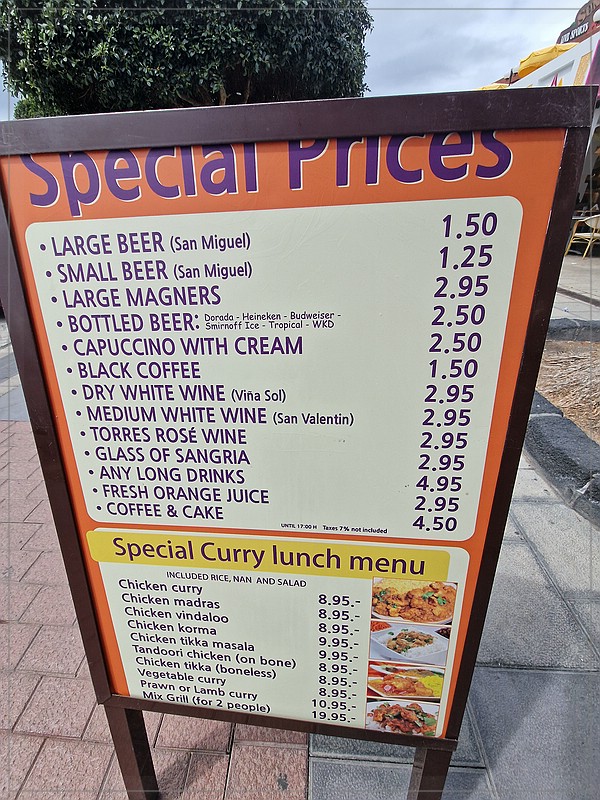 Special Prices
• LARGE BEER (San Miguel) 1.50
• SMALL BEER (San Miguel) 1.25
• LARGE MAGNERS 2.95
• BOTTLED BEER: Dorada - Heineken - Budweiser - Smirnoff Ice - Tropical - WKD 2.50
• CAPUCCINO WITH CREAM 2.50
• BLACK COFFEE 1.50
• DRY WHITE WINE (Viña Sol) 2.95
• MEDIUM WHITE WINE (San Valentin) 2.95
• TORRES ROSÉ WINE 2.95
• GLASS OF SANGRIA 2.95
• ANY LONG DRINKS 4.95
• FRESH ORANGE JUICE 2.95
• COFFEE & CAKE 4.50
UNTIL 17:00 H Taxes 7% not included
Special Curry lunch menu
INCLUDED RICE, NAN AND SALAD
Chicken curry 8.95.-
Chicken madras 8.95.-
Chicken vindaloo 8.95.-
Chicken korma 9.95.-
Chicken tikka masala 9.95.-
Tandoori chicken (on bone) 8.95.-
Chicken tikka (boneless) 8.95.-
Vegetable curry 8.95.-
Prawn or Lamb curry 10.95.-
Mix Grill (for 2 people) 19.95.-
SPORTS